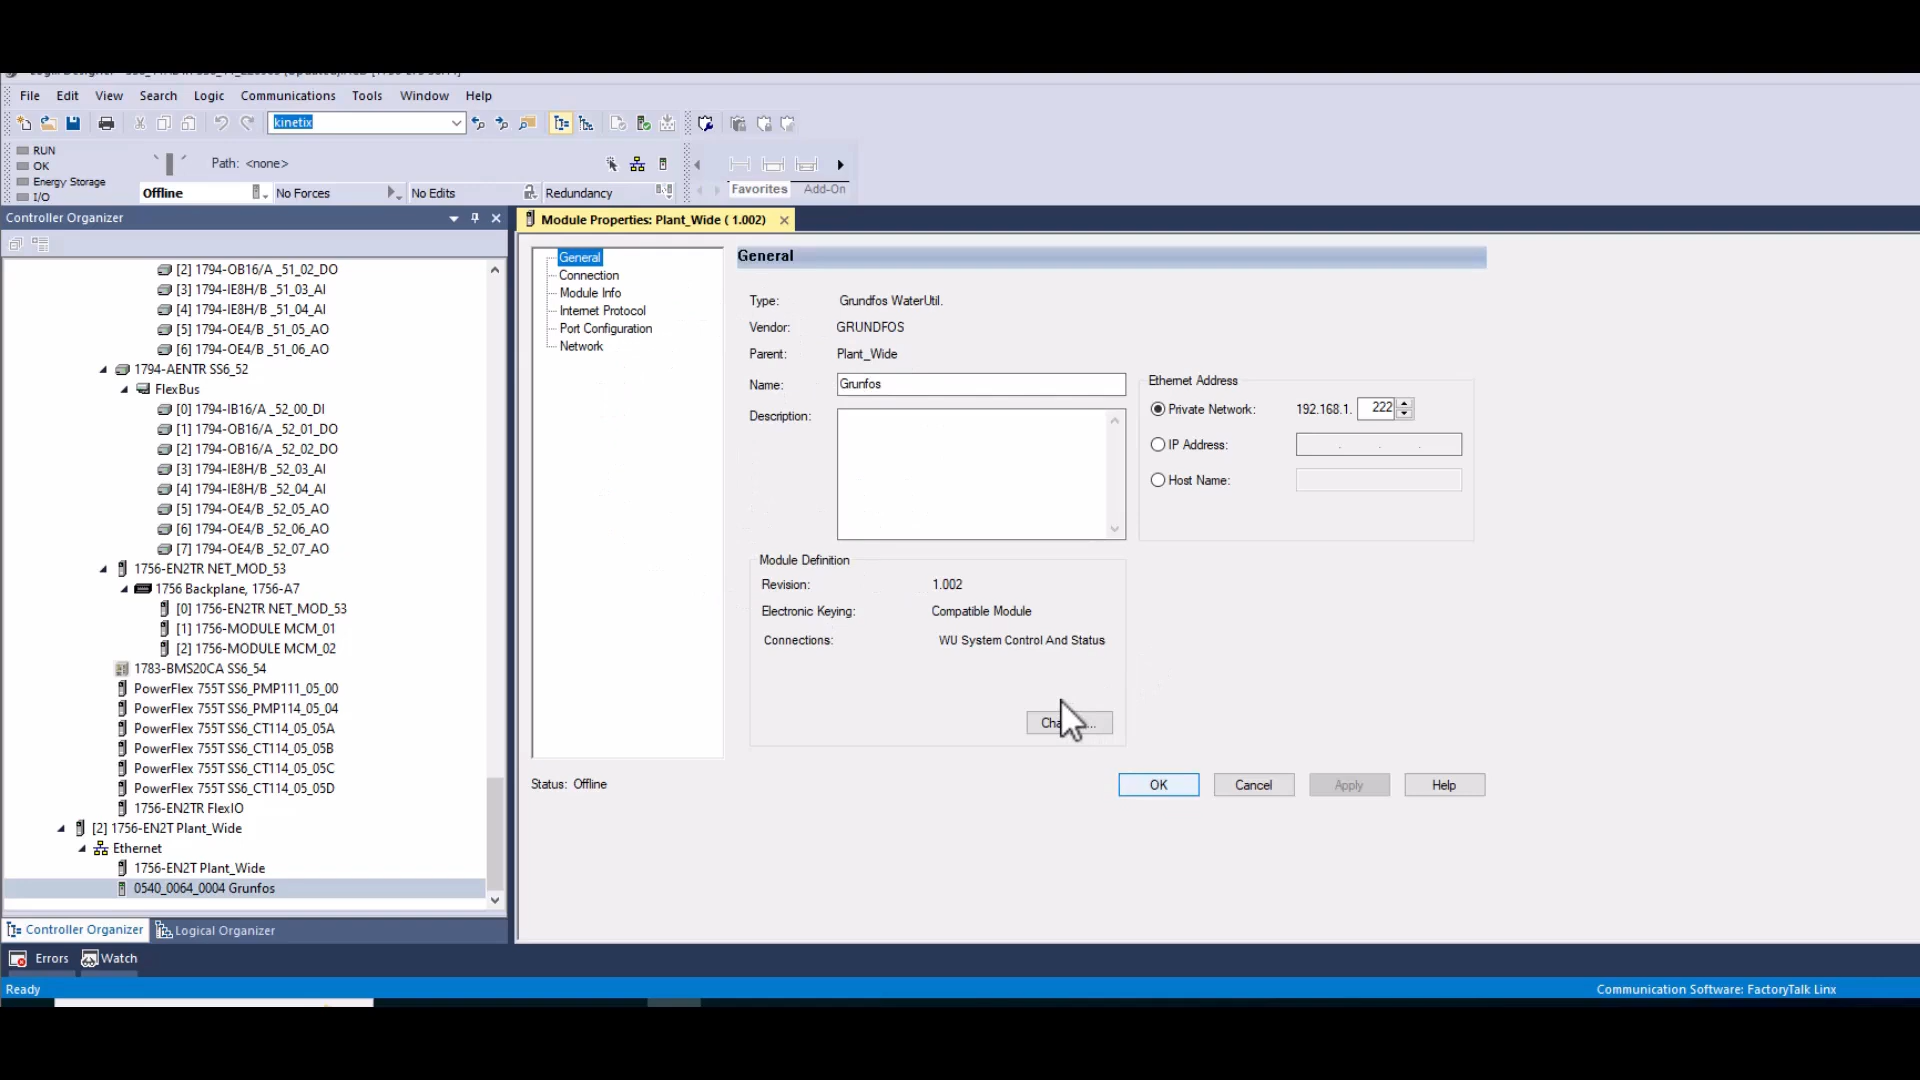 File Edit View Search Logic Communications Tools Window Help
kinetix
RUN
OK
Energy Storage
I/O
Path: <none>
Offline
No Forces
No Edits
Redundancy
Favorites
Add-On
Controller Organizer
Module Properties: Plant_Wide ( 1.002)
[2] 1794-OB16/A _51_02_DO
[3] 1794-IE8H/B _51_03_AI
[4] 1794-IE8H/B _51_04_AI
[5] 1794-OE4/B _51_05_AO
[6] 1794-OE4/B _51_06_AO
1794-AENTR SS6_52
FlexBus
[0] 1794-IB16/A _52_00_DI
[1] 1794-OB16/A _52_01_DO
[2] 1794-OB16/A _52_02_DO
[3] 1794-IE8H/B _52_03_AI
[4] 1794-IE8H/B _52_04_AI
[5] 1794-OE4/B _52_05_AO
[6] 1794-OE4/B _52_06_AO
[7] 1794-OE4/B _52_07_AO
1756-EN2TR NET_MOD_53
1756 Backplane, 1756-A7
[0] 1756-EN2TR NET_MOD_53
[1] 1756-MODULE MCM_01
[2] 1756-MODULE MCM_02
1783-BMS20CA SS6_54
PowerFlex 755T SS6_PMP111_05_00
PowerFlex 755T SS6_PMP114_05_04
PowerFlex 755T SS6_CT114_05_05A
PowerFlex 755T SS6_CT114_05_05B
PowerFlex 755T SS6_CT114_05_05C
PowerFlex 755T SS6_CT114_05_05D
1756-EN2TR FlexIO
[2] 1756-EN2T Plant_Wide
Ethernet
1756-EN2T Plant_Wide
0540_0064_0004 Grunfos
Controller Organizer
Logical Organizer
General
Connection
Module Info
Internet Protocol
Port Configuration
Network
General
Type: Grundfos WaterUtil.
Vendor: GRUNDFOS
Parent: Plant_Wide
Name: Grunfos
Description:
Ethernet Address
Private Network: 192.168.1. 222
IP Address:
Host Name:
Module Definition
Revision: 1.002
Electronic Keying: Compatible Module
Connections: WU System Control And Status
Status: Offline
OK
Cancel
Apply
Help
Errors
Watch
Ready
Communication Software: FactoryTalk Linx